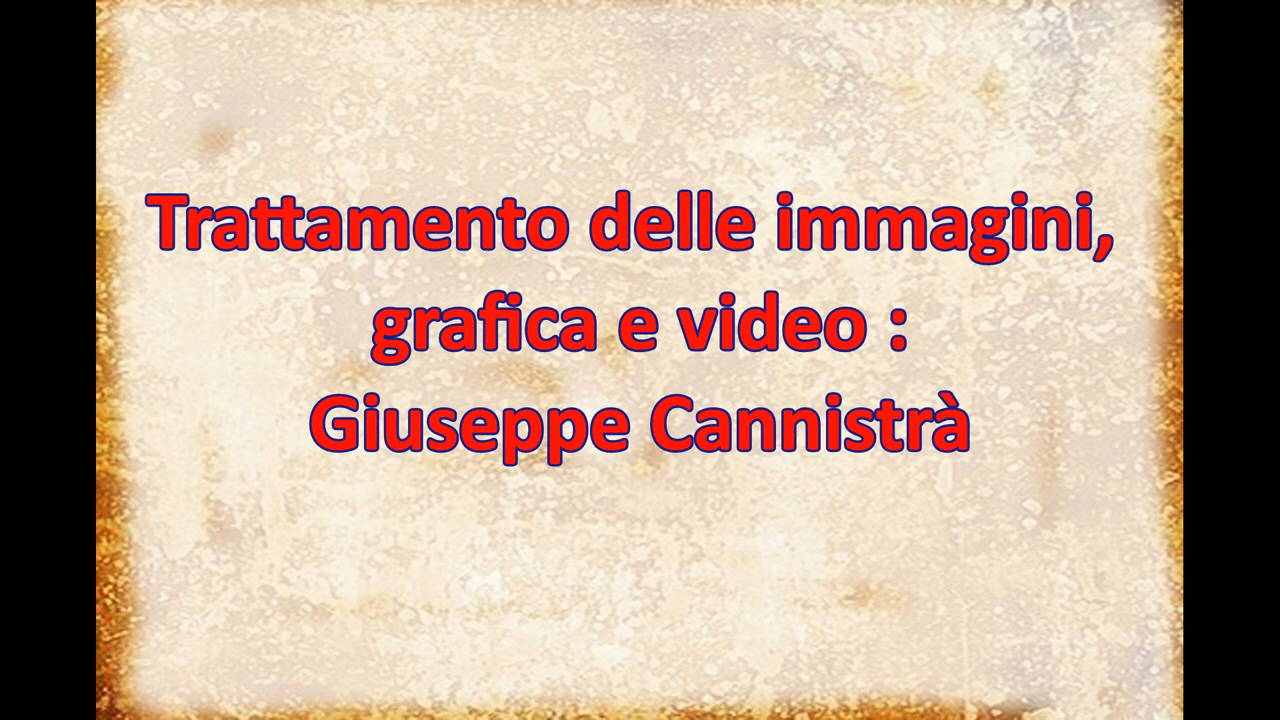 Trattamento delle immagini,
grafica e video :
Giuseppe Cannistrà